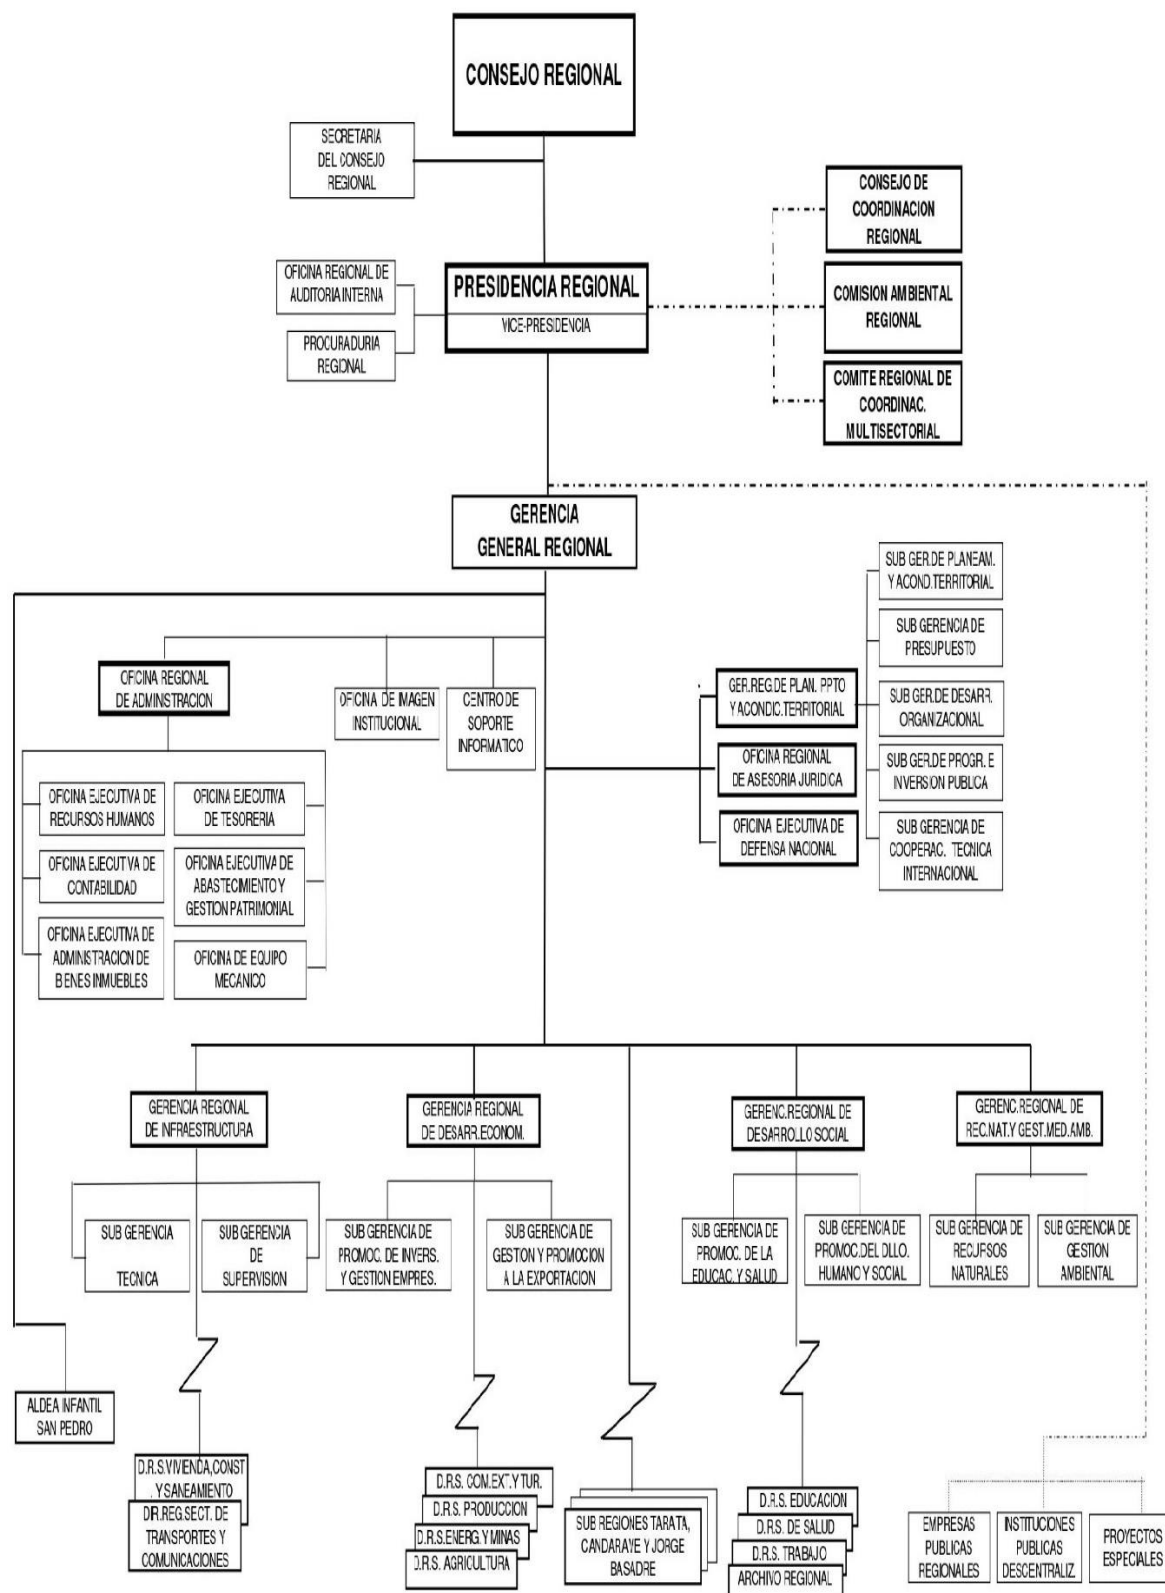 CONSEJO REGIONAL
SECRETARIA
DEL CONSEJO
REGIONAL
CONSEJO DE
COORDINACION
REGIONAL
OFICINA REGIONAL DE
AUDITORIA INTERNA
PRESIDENCIA REGIONAL
VICE-PRESIDENCIA
COMISION AMBIENTAL
REGIONAL
PROCURADURIA
REGIONAL
COMITE REGIONAL DE
COORDINAC.
MULTISECTORIAL
GERENCIA
GENERAL REGIONAL
SUB GER.DE PLANEAM.
Y ACOND.TERRITORIAL
SUB GERENCIA DE
PRESUPUESTO
OFICINA REGIONAL
DE ADMINISTRACION
OFICINA DE IMAGEN
INSTITUCIONAL
CENTRO DE
SOPORTE
INFORMATICO
GER.REG.DE PLAN. PPTO
Y ACONDIC.TERRITORIAL
SUB GER.DE DESARR.
ORGANIZACIONAL
OFICINA REGIONAL
DE ASESORIA JURIDICA
SUB GER.DE PROGR. E
INVERSION PUBLICA
OFICINA EJECUTIVA DE
DEFENSA NACIONAL
SUB GERENCIA DE
COOPERAC. TECNICA
INTERNACIONAL
OFICINA EJECUTIVA DE
RECURSOS HUMANOS
OFICINA EJECUTIVA
DE TESORERIA
OFICINA EJECUTIVA DE
CONTABILIDAD
OFICINA EJECUTIVA DE
ABASTECIMIENTO Y
GESTION PATRIMONIAL
OFICINA EJECUTIVA DE
ADMINISTRACION DE
BIENES INMUEBLES
OFICINA DE EQUIPO
MECANICO
GERENCIA REGIONAL
DE INFRAESTRUCTURA
GERENCIA REGIONAL
DE DESARR.ECONOM.
GERENC.REGIONAL DE
DESARROLLO SOCIAL
GERENC.REGIONAL DE
REC.NAT.Y GEST.MED.AMB.
SUB GERENCIA
TECNICA
SUB GERENCIA
DE
SUPERVISION
SUB GERENCIA DE
PROMOC. DE INVERS.
Y GESTION EMPRES.
SUB GERENCIA DE
GESTION Y PROMOCION
A LA EXPORTACION
SUB GERENCIA DE
PROMOC. DE LA
EDUCAC. Y SALUD
SUB GERENCIA DE
PROMOC.DEL DLLO.
HUMANO Y SOCIAL
SUB GERENCIA DE
RECURSOS
NATURALES
SUB GERENCIA DE
GESTION
AMBIENTAL
ALDEA INFANTIL
SAN PEDRO
D.R.S.VIVIENDA,CONST
. Y SANEAMIENTO
DIR.REG.SECT. DE
TRANSPORTES Y
COMUNICACIONES
D.R.S. COM.EXT.Y TUR.
D.R.S. PRODUCCION
D.R.S.ENERG.Y MINAS
D.R.S. AGRICULTURA
SUB REGIONES TARATA,
CANDARAVE Y JORGE
BASADRE
D.R.S. EDUCACION
D.R.S. DE SALUD
D.R.S. TRABAJO
ARCHIVO REGIONAL
EMPRESAS
PUBLICAS
REGIONALES
INSTITUCIONES
PUBLICAS
DESCENTRALIZ.
PROYECTOS
ESPECIALES